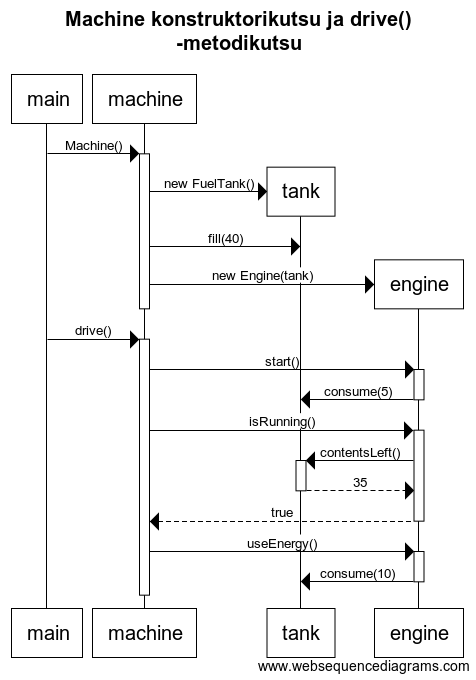 Machine konstruktorikutsu ja drive()
-metodikutsu
main
machine
Machine()
new FuelTank()
tank
fill(40)
new Engine(tank)
engine
drive()
start()
consume(5)
isRunning()
contentsLeft()
35
true
useEnergy()
consume(10)
main
machine
tank
engine
www.websequencediagrams.com